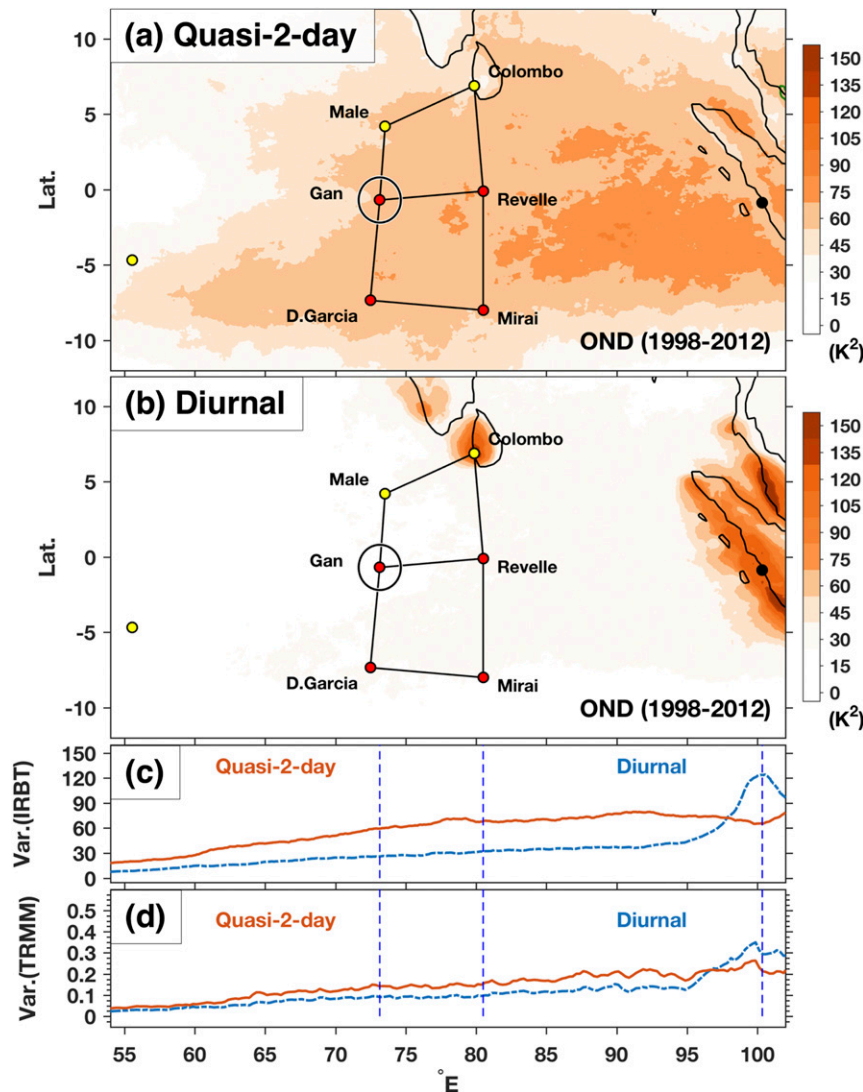 (a) Quasi-2-day
10
5
0
-5
-10
Lat.
Colombo
Male
Gan
Revelle
D.Garcia
Mirai
OND (1998-2012)
150
135
120
105
90
75
60
45
30
15
0
(K²)
(b) Diurnal
10
5
0
-5
-10
Lat.
Colombo
Male
Gan
Revelle
D.Garcia
Mirai
OND (1998-2012)
150
135
120
105
90
75
60
45
30
15
0
(K²)
(c)
Quasi-2-day
Diurnal
150
120
90
60
30
0
Var.(IRBT)
(d)
Quasi-2-day
Diurnal
0.5
0.4
0.3
0.2
0.1
0
Var.(TRMM)
55 60 65 70 75 80 85 90 95 100
°E